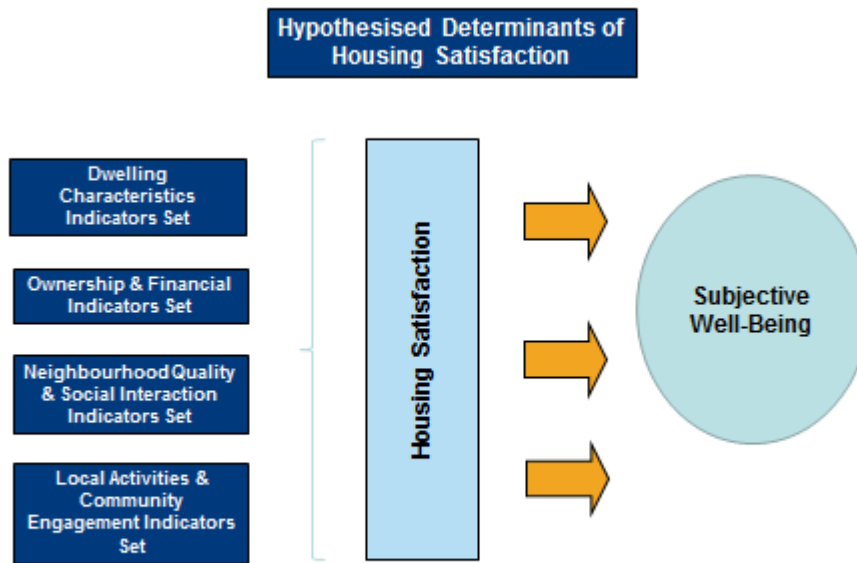 Hypothesised Determinants of
Housing Satisfaction
Dwelling
Characteristics
Indicators Set
Ownership & Financial
Indicators Set
Neighbourhood Quality
& Social Interaction
Indicators Set
Local Activities &
Community
Engagement Indicators
Set
Housing Satisfaction
Subjective
Well-Being